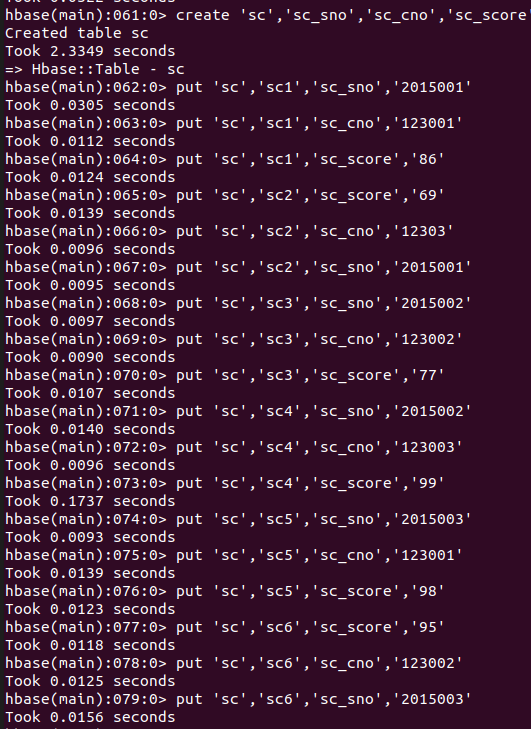 hbase(main):061:0> create 'sc','sc_sno','sc_cno','sc_score'
Created table sc
Took 2.3349 seconds
=> Hbase::Table - sc
hbase(main):062:0> put 'sc','sc1','sc_sno','2015001'
Took 0.0305 seconds
hbase(main):063:0> put 'sc','sc1','sc_cno','123001'
Took 0.0112 seconds
hbase(main):064:0> put 'sc','sc1','sc_score','86'
Took 0.0124 seconds
hbase(main):065:0> put 'sc','sc2','sc_score','69'
Took 0.0139 seconds
hbase(main):066:0> put 'sc','sc2','sc_cno','12303'
Took 0.0096 seconds
hbase(main):067:0> put 'sc','sc2','sc_sno','2015001'
Took 0.0095 seconds
hbase(main):068:0> put 'sc','sc3','sc_sno','2015002'
Took 0.0097 seconds
hbase(main):069:0> put 'sc','sc3','sc_cno','123002'
Took 0.0090 seconds
hbase(main):070:0> put 'sc','sc3','sc_score','77'
Took 0.0107 seconds
hbase(main):071:0> put 'sc','sc4','sc_sno','2015002'
Took 0.0140 seconds
hbase(main):072:0> put 'sc','sc4','sc_cno','123003'
Took 0.0096 seconds
hbase(main):073:0> put 'sc','sc4','sc_score','99'
Took 0.1737 seconds
hbase(main):074:0> put 'sc','sc5','sc_sno','2015003'
Took 0.0093 seconds
hbase(main):075:0> put 'sc','sc5','sc_cno','123001'
Took 0.0139 seconds
hbase(main):076:0> put 'sc','sc5','sc_score','98'
Took 0.0123 seconds
hbase(main):077:0> put 'sc','sc6','sc_score','95'
Took 0.0118 seconds
hbase(main):078:0> put 'sc','sc6','sc_cno','123002'
Took 0.0125 seconds
hbase(main):079:0> put 'sc','sc6','sc_sno','2015003'
Took 0.0156 seconds